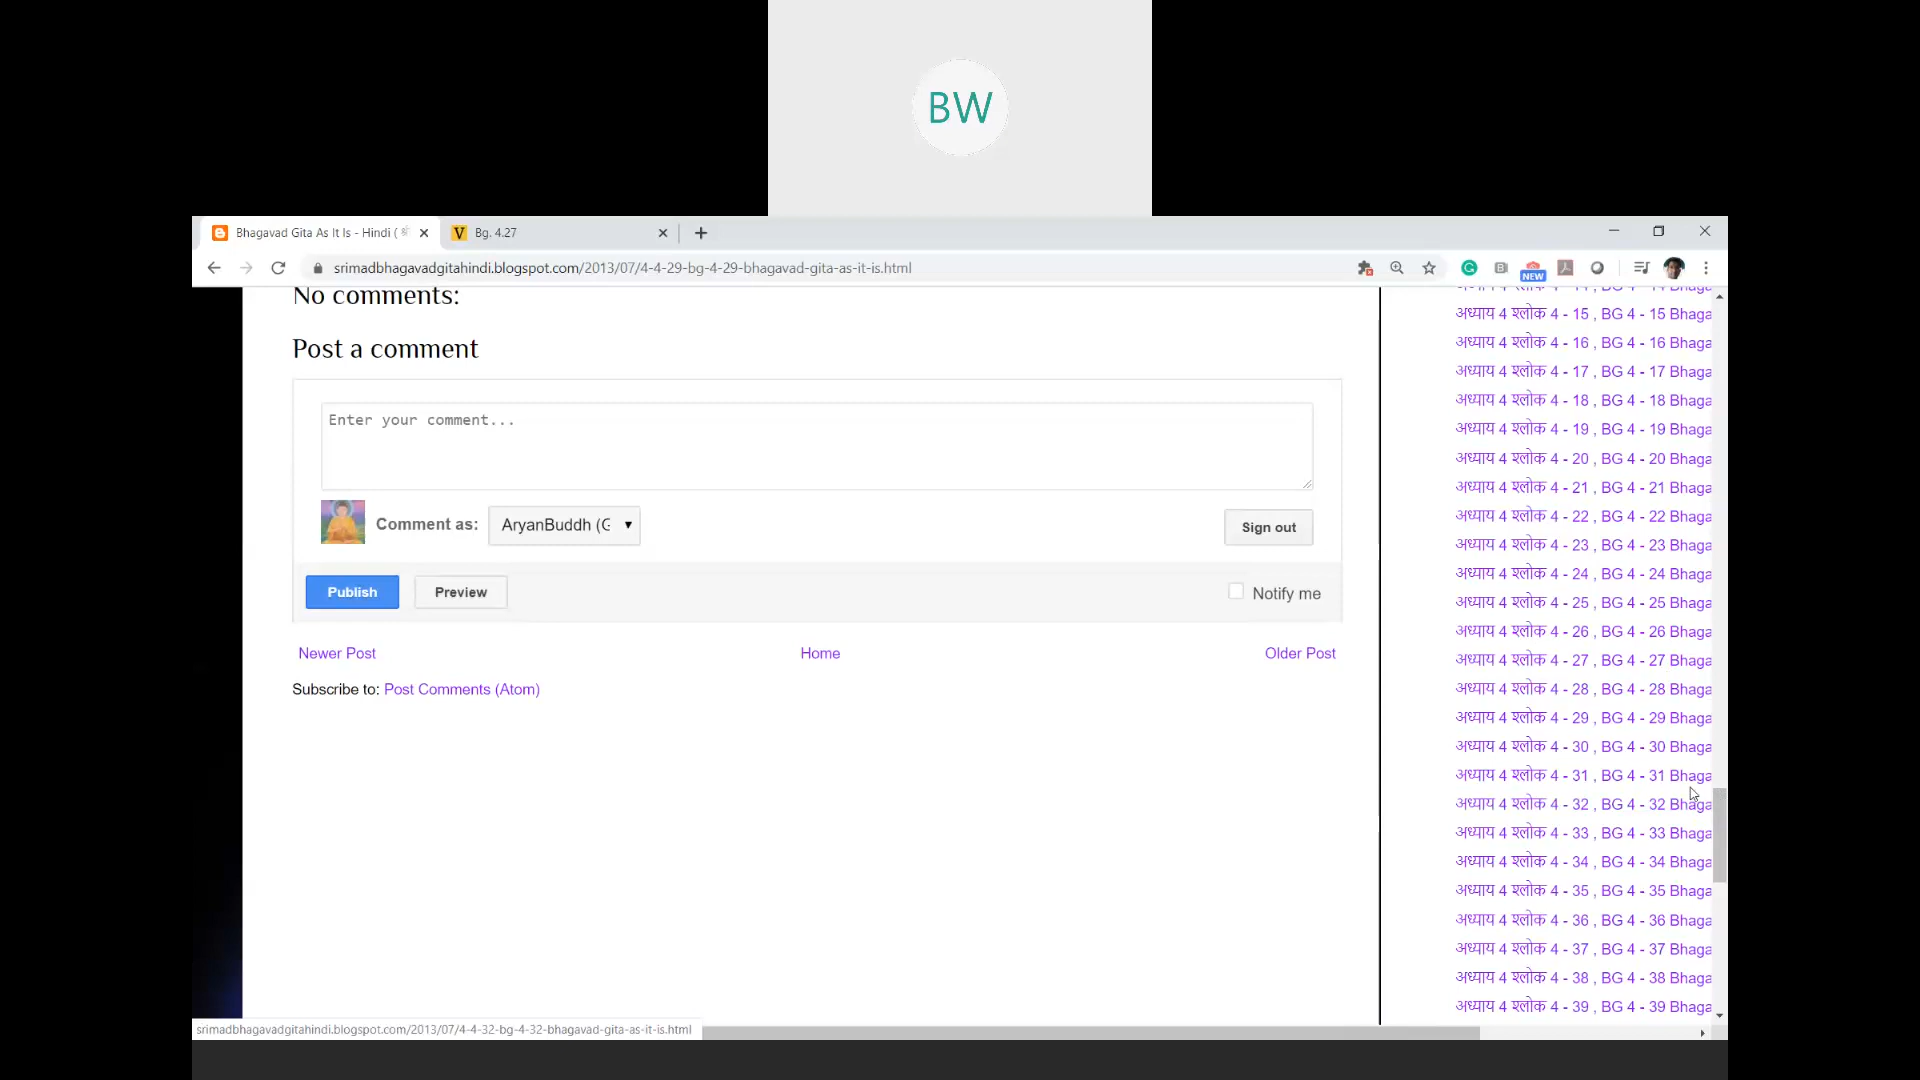 BW
Bhagavad Gita As It Is - Hindi (
Bg. 4.27
srimadbhagavadgitahindi.blogspot.com/2013/07/4-4-29-bg-4-29-bhagavad-gita-as-it-is.html
NEW
No comments:
Post a comment
Enter your comment...
Comment as: AryanBuddh (G
Sign out
Publish Preview
Notify me
Newer Post Home Older Post
Subscribe to: Post Comments (Atom)
अध्याय 4 श्लोक 4 - 14 , BG 4 - 14 Bhaga
अध्याय 4 श्लोक 4 - 15 , BG 4 - 15 Bhaga
अध्याय 4 श्लोक 4 - 16 , BG 4 - 16 Bhaga
अध्याय 4 श्लोक 4 - 17 , BG 4 - 17 Bhaga
अध्याय 4 श्लोक 4 - 18 , BG 4 - 18 Bhaga
अध्याय 4 श्लोक 4 - 19 , BG 4 - 19 Bhaga
अध्याय 4 श्लोक 4 - 20 , BG 4 - 20 Bhaga
अध्याय 4 श्लोक 4 - 21 , BG 4 - 21 Bhaga
अध्याय 4 श्लोक 4 - 22 , BG 4 - 22 Bhaga
अध्याय 4 श्लोक 4 - 23 , BG 4 - 23 Bhaga
अध्याय 4 श्लोक 4 - 24 , BG 4 - 24 Bhaga
अध्याय 4 श्लोक 4 - 25 , BG 4 - 25 Bhaga
अध्याय 4 श्लोक 4 - 26 , BG 4 - 26 Bhaga
अध्याय 4 श्लोक 4 - 27 , BG 4 - 27 Bhaga
अध्याय 4 श्लोक 4 - 28 , BG 4 - 28 Bhaga
अध्याय 4 श्लोक 4 - 29 , BG 4 - 29 Bhaga
अध्याय 4 श्लोक 4 - 30 , BG 4 - 30 Bhaga
अध्याय 4 श्लोक 4 - 31 , BG 4 - 31 Bhaga
अध्याय 4 श्लोक 4 - 32 , BG 4 - 32 Bhaga
अध्याय 4 श्लोक 4 - 33 , BG 4 - 33 Bhaga
अध्याय 4 श्लोक 4 - 34 , BG 4 - 34 Bhaga
अध्याय 4 श्लोक 4 - 35 , BG 4 - 35 Bhaga
अध्याय 4 श्लोक 4 - 36 , BG 4 - 36 Bhaga
अध्याय 4 श्लोक 4 - 37 , BG 4 - 37 Bhaga
अध्याय 4 श्लोक 4 - 38 , BG 4 - 38 Bhaga
अध्याय 4 श्लोक 4 - 39 , BG 4 - 39 Bhaga
srimadbhagavadgitahindi.blogspot.com/2013/07/4-4-32-bg-4-32-bhagavad-gita-as-it-is.html